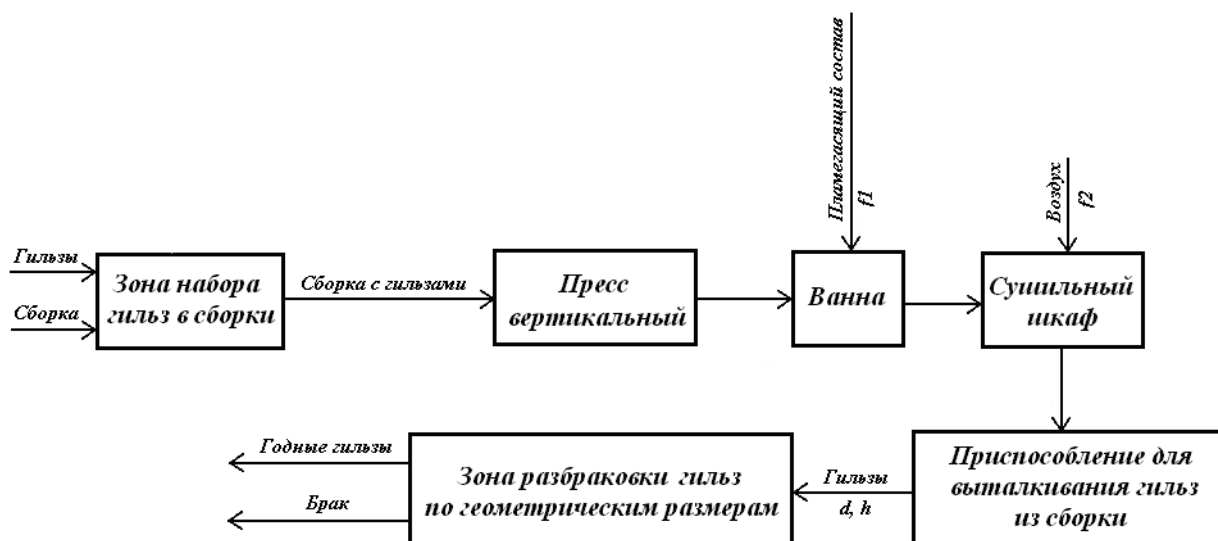 Пламегасящий состав
f1
Воздух
f2
Гильзы
Сборка
Зона набора
гильз в сборки
Сборка с гильзами
Пресс
вертикальный
Ванна
Сушильный
шкаф
Годные гильзы
Брак
Зона разбраковки гильз
по геометрическим размерам
Гильзы
d, h
Приспособление для
выталкивания гильз
из сборки